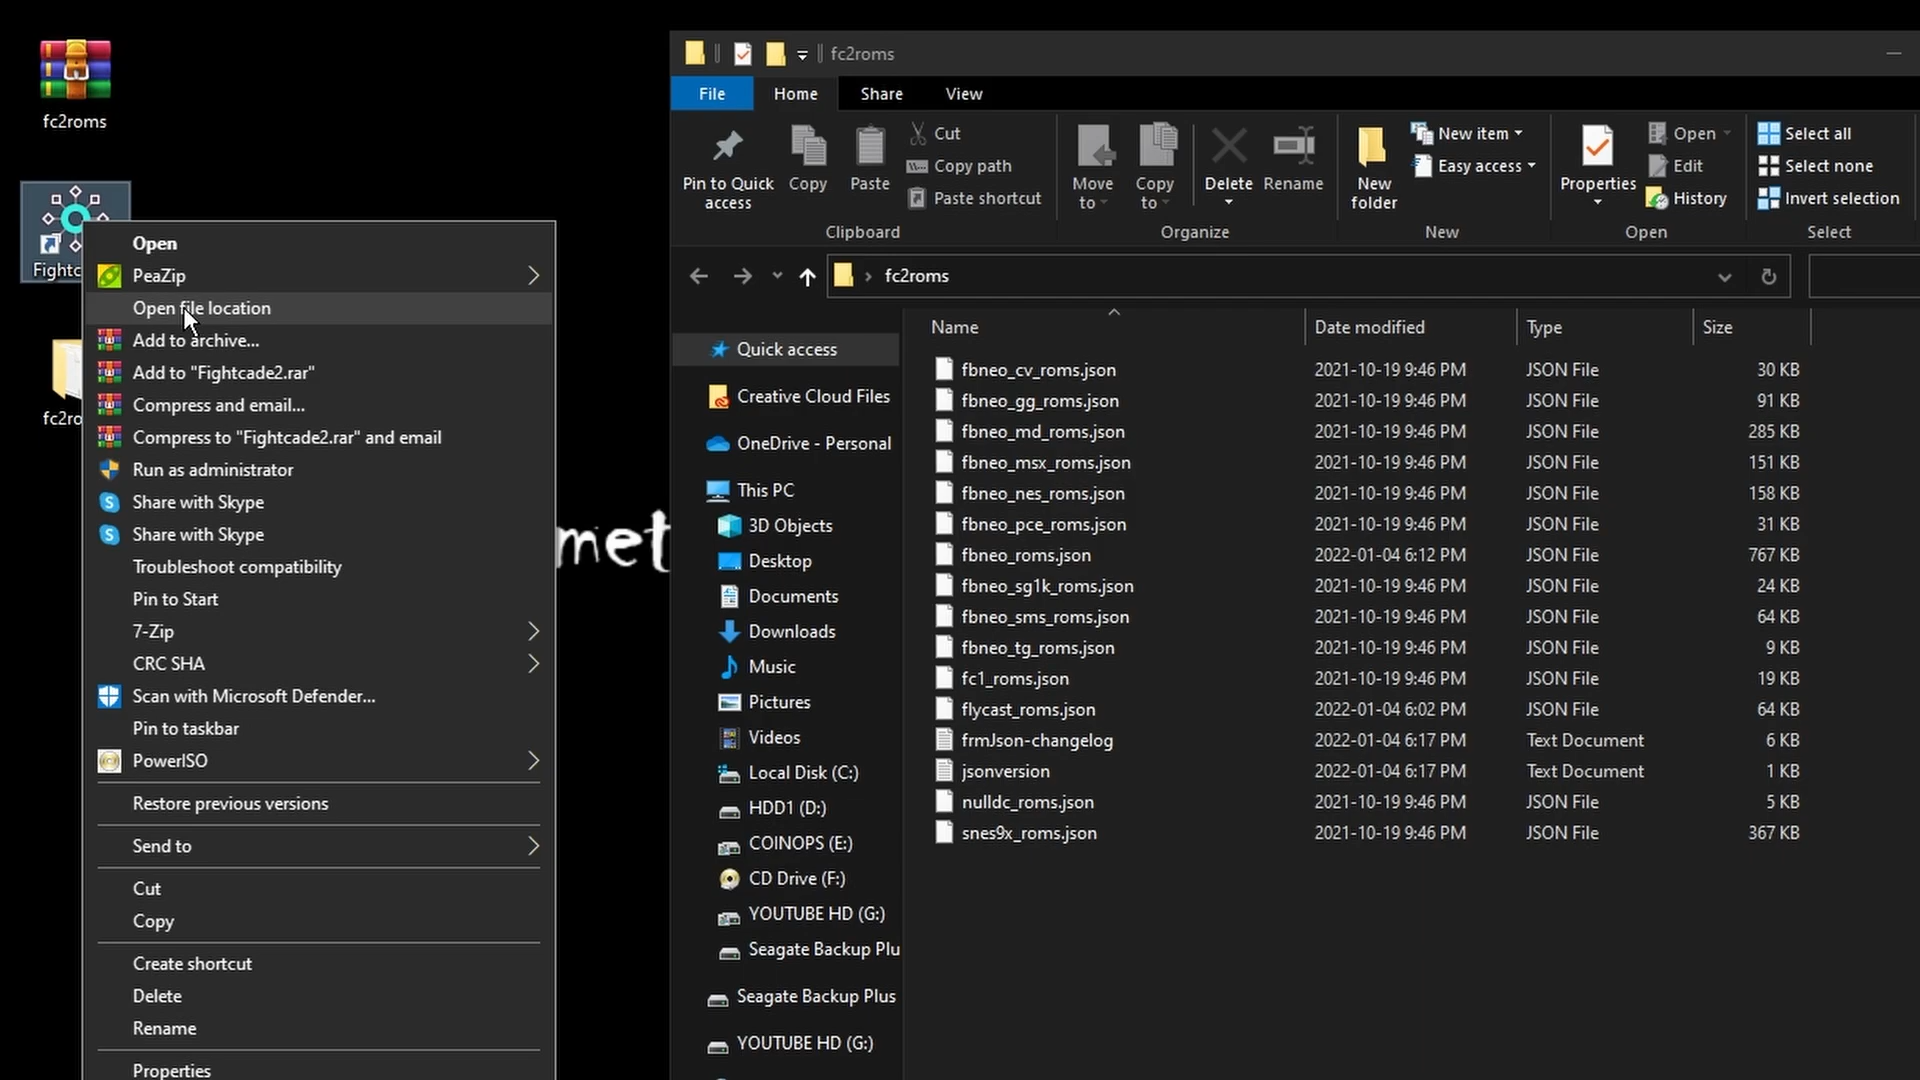 fc2roms
Fightc
fc2ro
Open
PeaZip
Open file location
Add to archive...
Add to "Fightcade2.rar"
Compress and email...
Compress to "Fightcade2.rar" and email
Run as administrator
Share with Skype
Share with Skype
Troubleshoot compatibility
Pin to Start
7-Zip
CRC SHA
Scan with Microsoft Defender...
Pin to taskbar
PowerISO
Restore previous versions
Send to
Cut
Copy
Create shortcut
Delete
Rename
Properties
met
fc2roms
File Home Share View
Pin to Quick access
Copy
Paste
Cut
Copy path
Paste shortcut
Clipboard
Move to
Copy to
Delete
Rename
Organize
New folder
New item
Easy access
New
Properties
Open
Edit
History
Open
Select all
Select none
Invert selection
Select
fc2roms
Quick access
Creative Cloud Files
OneDrive - Personal
This PC
3D Objects
Desktop
Documents
Downloads
Music
Pictures
Videos
Local Disk (C:)
HDD1 (D:)
COINOPS (E:)
CD Drive (F:)
YOUTUBE HD (G:)
Seagate Backup Plu
Seagate Backup Plus
YOUTUBE HD (G:)
Name Date modified Type Size
fbneo_cv_roms.json 2021-10-19 9:46 PM JSON File 30 KB
fbneo_gg_roms.json 2021-10-19 9:46 PM JSON File 91 KB
fbneo_md_roms.json 2021-10-19 9:46 PM JSON File 285 KB
fbneo_msx_roms.json 2021-10-19 9:46 PM JSON File 151 KB
fbneo_nes_roms.json 2021-10-19 9:46 PM JSON File 158 KB
fbneo_pce_roms.json 2021-10-19 9:46 PM JSON File 31 KB
fbneo_roms.json 2022-01-04 6:12 PM JSON File 767 KB
fbneo_sg1k_roms.json 2021-10-19 9:46 PM JSON File 24 KB
fbneo_sms_roms.json 2021-10-19 9:46 PM JSON File 64 KB
fbneo_tg_roms.json 2021-10-19 9:46 PM JSON File 9 KB
fc1_roms.json 2021-10-19 9:46 PM JSON File 19 KB
flycast_roms.json 2022-01-04 6:02 PM JSON File 64 KB
frmJson-changelog 2022-01-04 6:17 PM Text Document 6 KB
jsonversion 2022-01-04 6:17 PM Text Document 1 KB
nulldc_roms.json 2021-10-19 9:46 PM JSON File 5 KB
snes9x_roms.json 2021-10-19 9:46 PM JSON File 367 KB